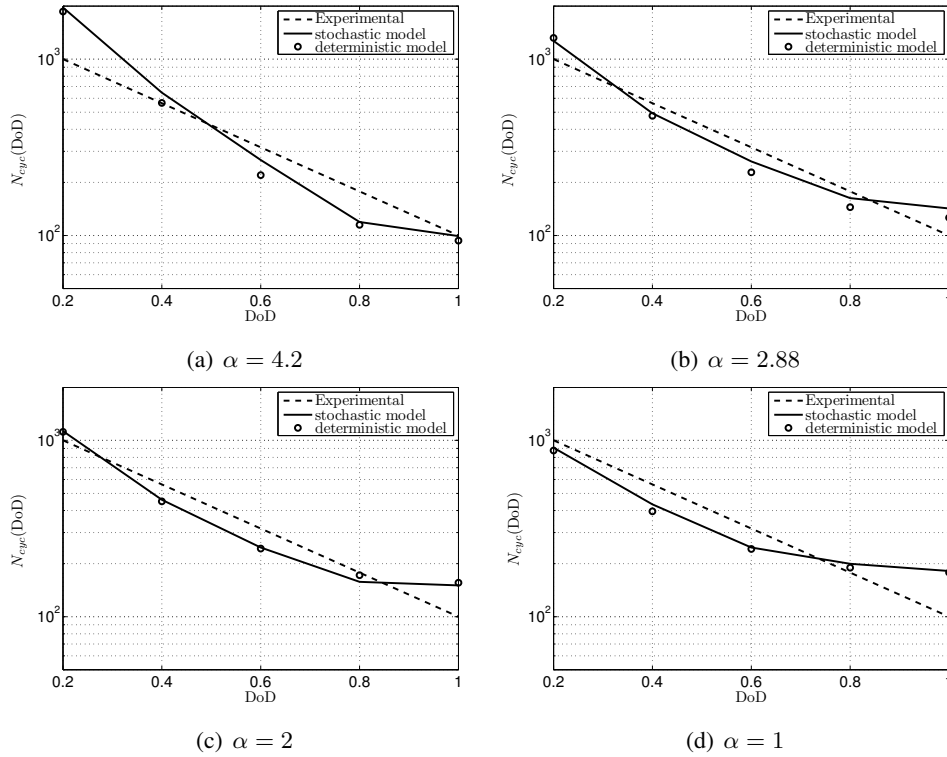 Experimental
stochastic model
deterministic model
10³
10²
N_cyc(DoD)
0.2 0.4 0.6 0.8 1
DoD
(a) α = 4.2
Experimental
stochastic model
deterministic model
10³
10²
N_cyc(DoD)
0.2 0.4 0.6 0.8 1
DoD
(b) α = 2.88
Experimental
stochastic model
deterministic model
10³
10²
N_cyc(DoD)
0.2 0.4 0.6 0.8 1
DoD
(c) α = 2
Experimental
stochastic model
deterministic model
10³
10²
N_cyc(DoD)
0.2 0.4 0.6 0.8 1
DoD
(d) α = 1